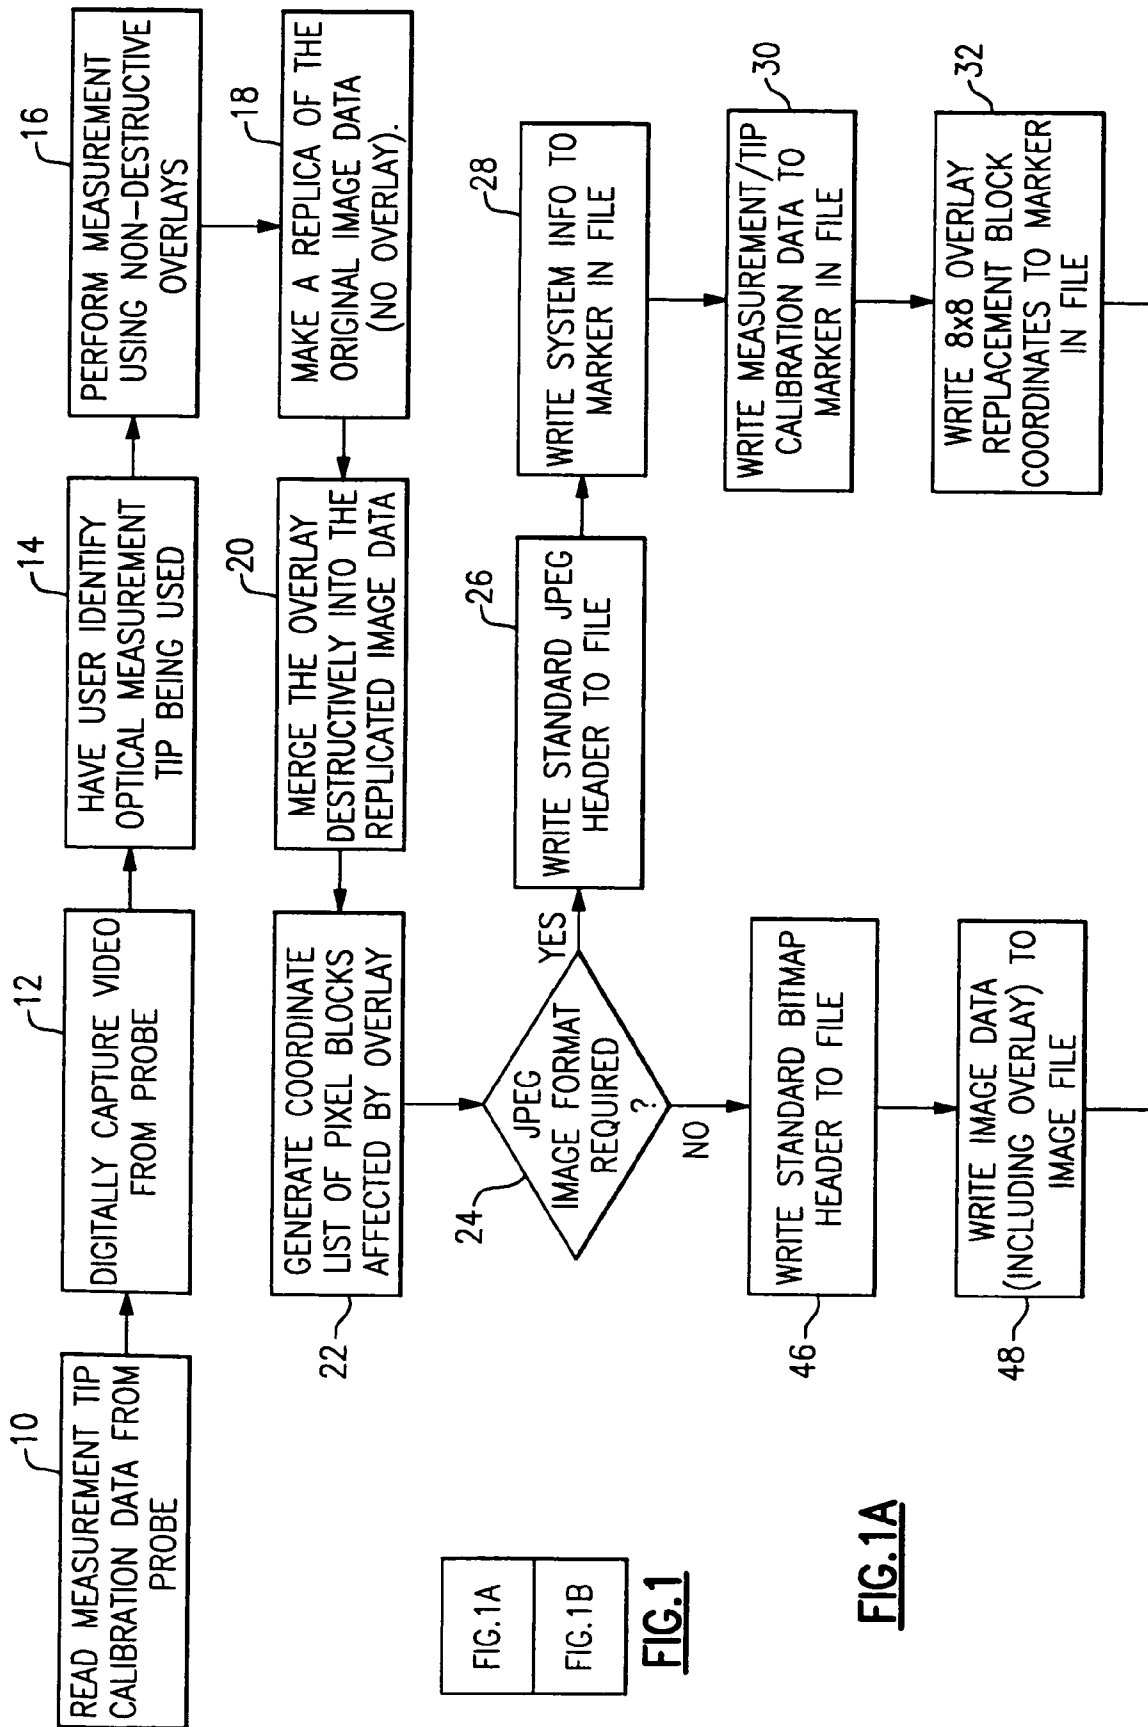 10
READ MEASUREMENT TIP
CALIBRATION DATA FROM
PROBE
12
DIGITALLY CAPTURE VIDEO
FROM PROBE
14
HAVE USER IDENTIFY
OPTICAL MEASUREMENT
TIP BEING USED
16
PERFORM MEASUREMENT
USING NON-DESTRUCTIVE
OVERLAYS
18
MAKE A REPLICA OF THE
ORIGINAL IMAGE DATA
(NO OVERLAY).
20
MERGE THE OVERLAY
DESTRUCTIVELY INTO THE
REPLICATED IMAGE DATA
GENERATE COORDINATE
LIST OF PIXEL BLOCKS
AFFECTED BY OVERLAY
22
24
JPEG
IMAGE FORMAT
REQUIRED
?
YES
NO
26
WRITE STANDARD JPEG
HEADER TO FILE
28
WRITE SYSTEM INFO TO
MARKER IN FILE
30
WRITE MEASUREMENT/TIP
CALIBRATION DATA TO
MARKER IN FILE
32
WRITE 8x8 OVERLAY
REPLACEMENT BLOCK
COORDINATES TO MARKER
IN FILE
WRITE STANDARD BITMAP
HEADER TO FILE
46
WRITE IMAGE DATA
(INCLUDING OVERLAY) TO
IMAGE FILE
48
FIG.1A
FIG.1B
FIG.1
FIG.1A